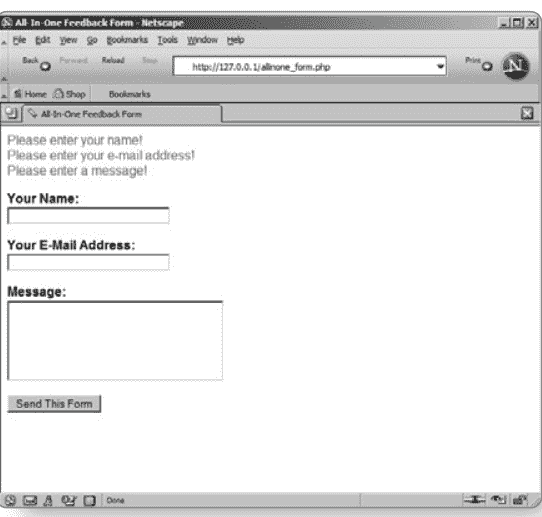 All-In-One Feedback Form - Netscape
File Edit View Go Bookmarks Tools Window Help
Back Forward Reload Stop http://127.0.0.1/allinone_form.php Print N
Home Shop Bookmarks
All-In-One Feedback Form
Please enter your name!
Please enter your e-mail address!
Please enter a message!
Your Name:
Your E-Mail Address:
Message:
Send This Form
Done